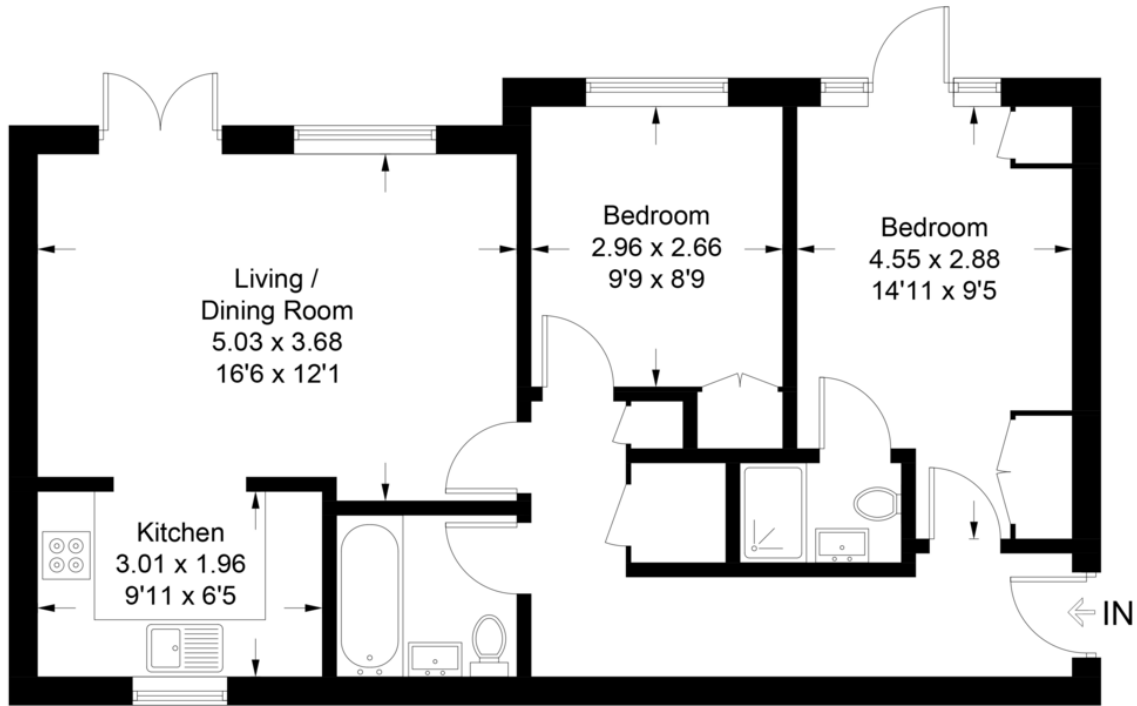 Living /
Dining Room
5.03 x 3.68
16'6 x 12'1
Bedroom
2.96 x 2.66
9'9 x 8'9
Bedroom
4.55 x 2.88
14'11 x 9'5
Kitchen
3.01 x 1.96
9'11 x 6'5
IN